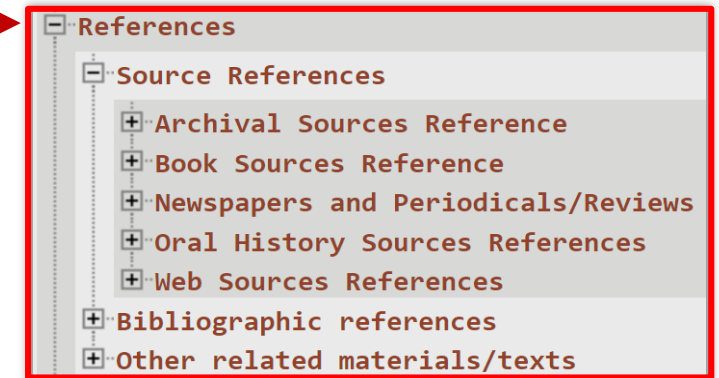 References
Source References
Archival Sources Reference
Book Sources Reference
Newspapers and Periodicals/Reviews
Oral History Sources References
Web Sources References
Bibliographic references
Other related materials/texts